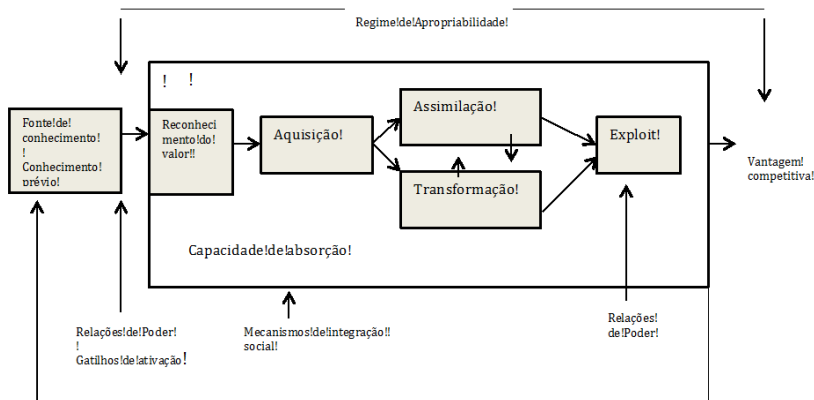 Regime!de!Apropriabilidade!
! !
Fonte!de!
conhecimento!
!
Conhecimento!
prévio!
Reconheci
mento!do!
valor!!
Aquisição!
Assimilação!
Transformação!
Exploit!
Vantagem!
competitiva!
Capacidade!de!absorção!
Relações!de!Poder!
!
Gatilhos!de!ativação!
Mecanismos!de!integração!!
social!
Relações!
de!Poder!